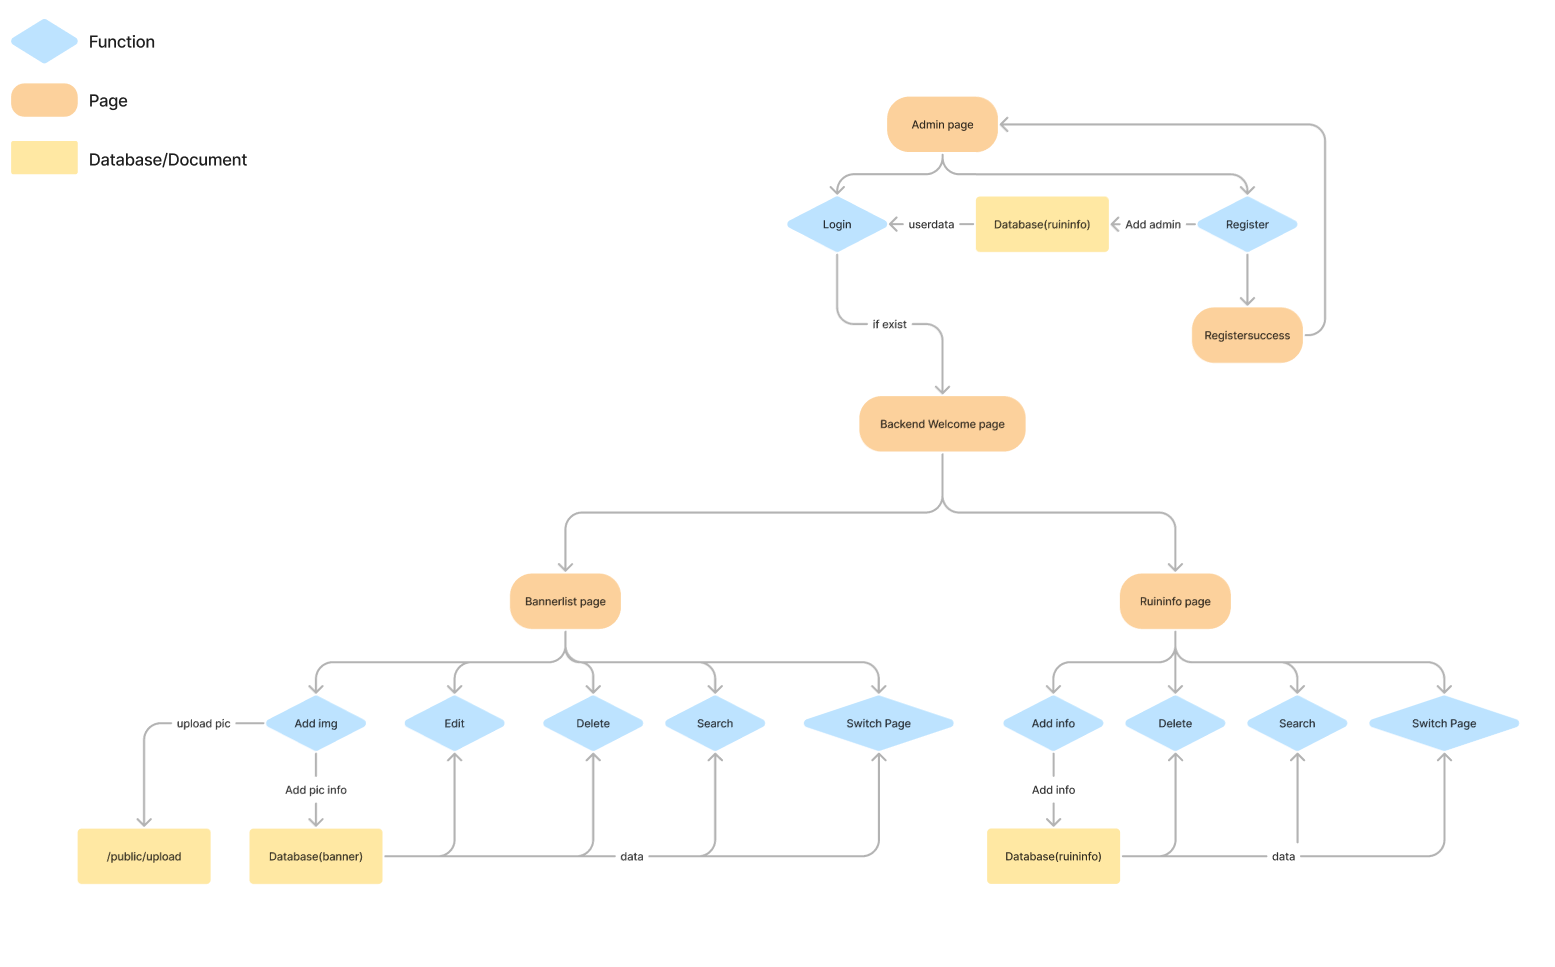 Function
Page
Database/Document
Admin page
Login
userdata
Database(ruininfo)
Add admin
Register
if exist
Registersuccess
Backend Welcome page
Bannerlist page
Ruininfo page
upload pic
Add img
Edit
Delete
Search
Switch Page
Add info
Delete
Search
Switch Page
Add pic info
Add info
/public/upload
Database(banner)
data
Database(ruininfo)
data